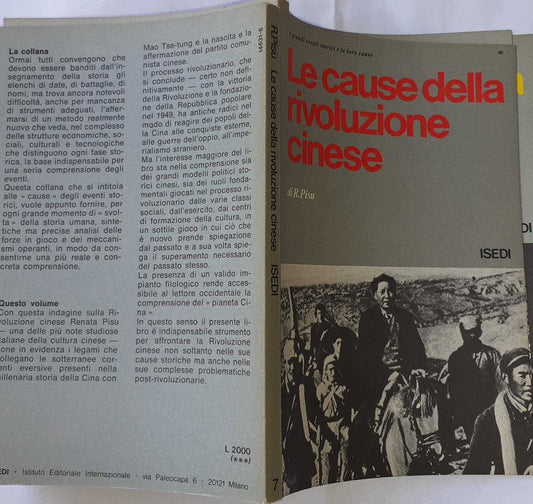 La collana
Ormai tutti convengono che
devono essere banditi dall'in-
segnamento della storia gli
elenchi di date, di battaglie, di
nomi; ma trova ancora notevoli
difficoltà, anche per mancanza
di strumenti adeguati, l'affer-
marsi di un metodo realmente
nuovo che veda, nel complesso
delle strutture economiche, so-
ciali, culturali e tecnologiche
che distinguono ogni fase sto-
rica, la base indispensabile per
una seria comprensione degli
eventi.
Questa collana che si intitola
alle « cause » degli eventi sto-
rici, vuole appunto fornire, per
ogni grande momento di « svol-
ta » della storia umana, sinte-
tiche ma precise analisi delle
forze in gioco e dei meccani-
smi operanti, in modo da co-
nsentirne una più reale e con-
creta comprensione.
Questo volume
Con questa indagine sulla Ri-
voluzione cinese Renata Pisu
— una delle più note studiose
italiane della cultura cinese —
pone in evidenza i legami che
collegano le sotterranee cor-
renti eversive presenti nella
millenaria storia della Cina con
Mao Tse-tung e la nascita e la
affermazione del partito comu-
nista cinese.
Il processo rivoluzionario, che
si conclude — certo non defi-
nitivamente — con la vittoria
della Rivoluzione e la fondazio-
ne della Repubblica popolare
nel 1949, ha antiche radici nel
modo di reagire dei popoli del-
la Cina alle conquiste esterne,
alle guerre dell'oppio, all'impe-
rialismo straniero.
Ma l'interesse maggiore del li-
bro sta nella comprensione sia
dei grandi modelli politici sto-
rici cinesi, sia dei ruoli fonda-
mentali giocati nel processo ri-
voluzionario dalle varie classi
sociali, dall'esercito, dai centri
di formazione della cultura, in
un sottile gioco in cui ciò che
è nuovo prende spiegazione
dal passato e a sua volta spie-
ga il superamento necessario
del passato stesso.
La presenza di un valido im-
pianto filologico rende acces-
sibile al lettore occidentale la
comprensione del « pianeta Ci-
na ».
In questo senso il presente li-
bro è indispensabile strumento
per affrontare la Rivoluzione
cinese non soltanto nelle sue
cause storiche ma anche nelle
sue complesse problematiche
post-rivoluzionarie.
L 2000
(***)
ISEDI - Istituto Editoriale Internazionale - via Paleocapa 6 - 20121 Milano
14631-6
R.Pisu Le cause della rivoluzione cinese ISEDI
7
i grandi eventi storici e le loro cause
Le cause della
rivoluzione
cinese
di R.Pisu
ISEDI